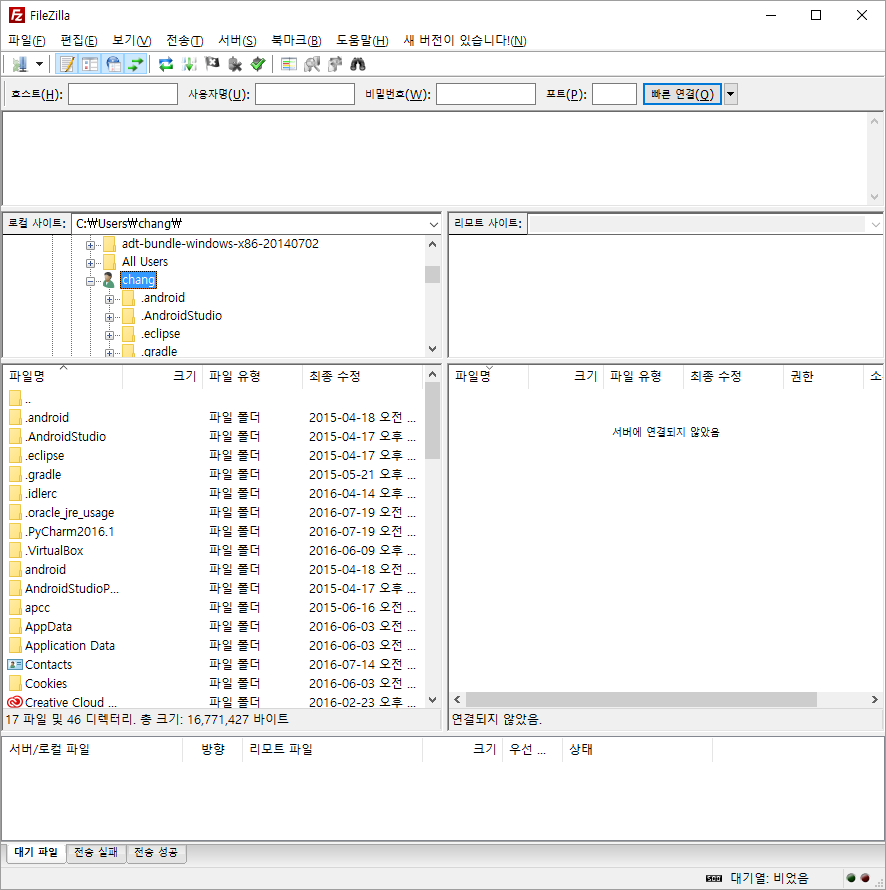 FileZilla
파일(F) 편집(E) 보기(V) 전송(T) 서버(S) 북마크(B) 도움말(H) 새 버전이 있습니다!(N)
호스트(H): 사용자명(U): 비밀번호(W): 포트(P): 빠른 연결(Q)
로컬 사이트: C:₩Users₩chang₩
adt-bundle-windows-x86-20140702
All Users
chang
.android
.AndroidStudio
.eclipse
.gradle
리모트 사이트:
파일명 크기 파일 유형 최종 수정
..
.android 파일 폴더 2015-04-18 오전 ...
.AndroidStudio 파일 폴더 2015-04-17 오후 ...
.eclipse 파일 폴더 2015-04-17 오후 ...
.gradle 파일 폴더 2015-05-21 오후 ...
.idlerc 파일 폴더 2016-04-14 오후 ...
.oracle_jre_usage 파일 폴더 2016-07-19 오전 ...
.PyCharm2016.1 파일 폴더 2016-07-19 오전 ...
.VirtualBox 파일 폴더 2016-06-09 오후 ...
android 파일 폴더 2015-04-18 오전 ...
AndroidStudioP... 파일 폴더 2015-04-17 오후 ...
apcc 파일 폴더 2015-06-16 오전 ...
AppData 파일 폴더 2016-06-03 오전 ...
Application Data 파일 폴더 2016-06-03 오전 ...
Contacts 파일 폴더 2016-07-14 오전 ...
Cookies 파일 폴더 2016-06-03 오전 ...
Creative Cloud ... 파일 폴더 2016-02-23 오후 ...
17 파일 및 46 디렉터리. 총 크기: 16,771,427 바이트
파일명 크기 파일 유형 최종 수정 권한 소
서버에 연결되지 않았음
연결되지 않았음.
서버/로컬 파일 방향 리모트 파일 크기 우선 ... 상태
대기 파일 전송 실패 전송 성공
대기열: 비었음